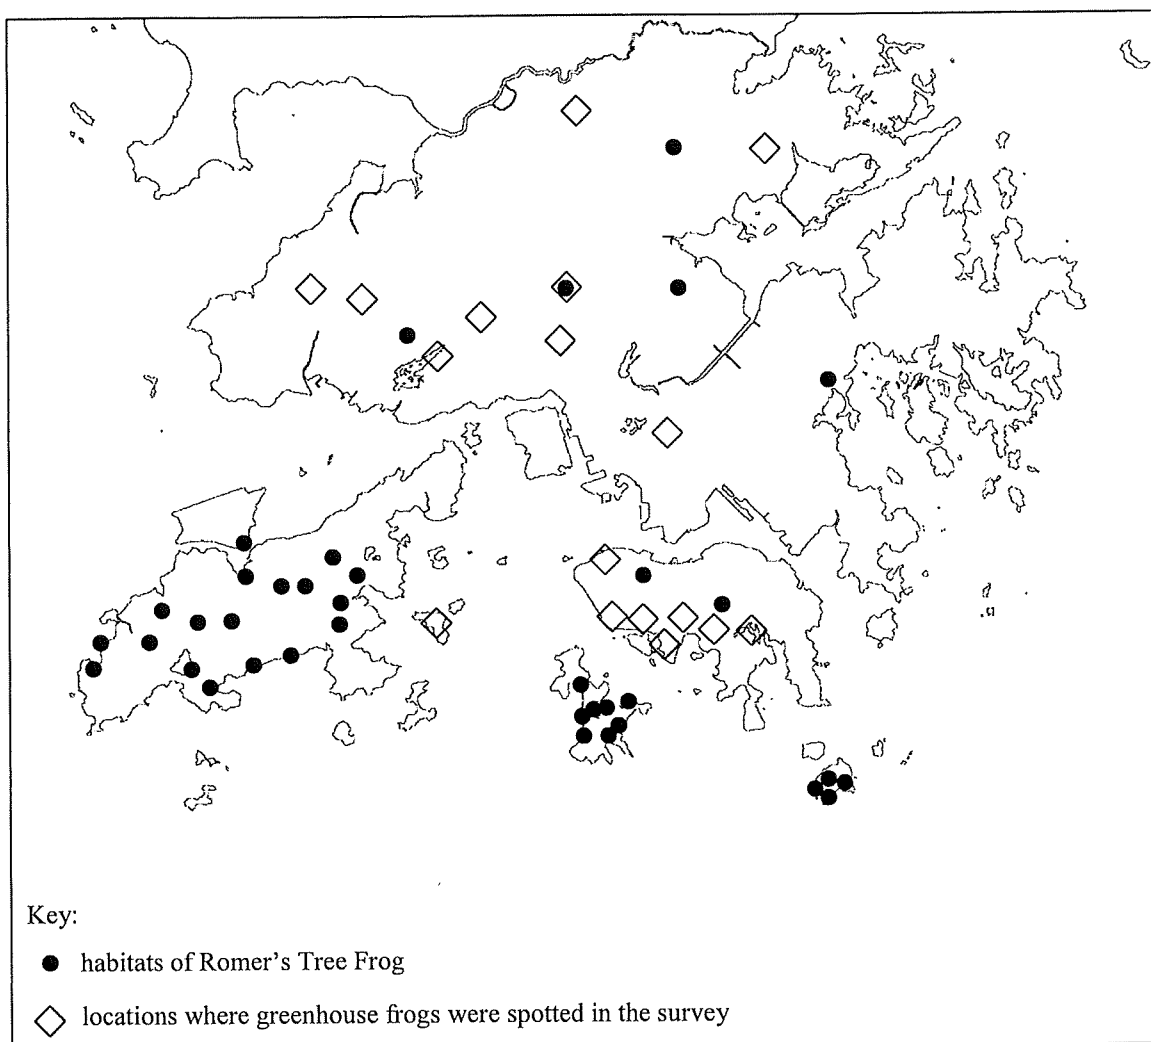 Key:
habitats of Romer's Tree Frog
locations where greenhouse frogs were spotted in the survey